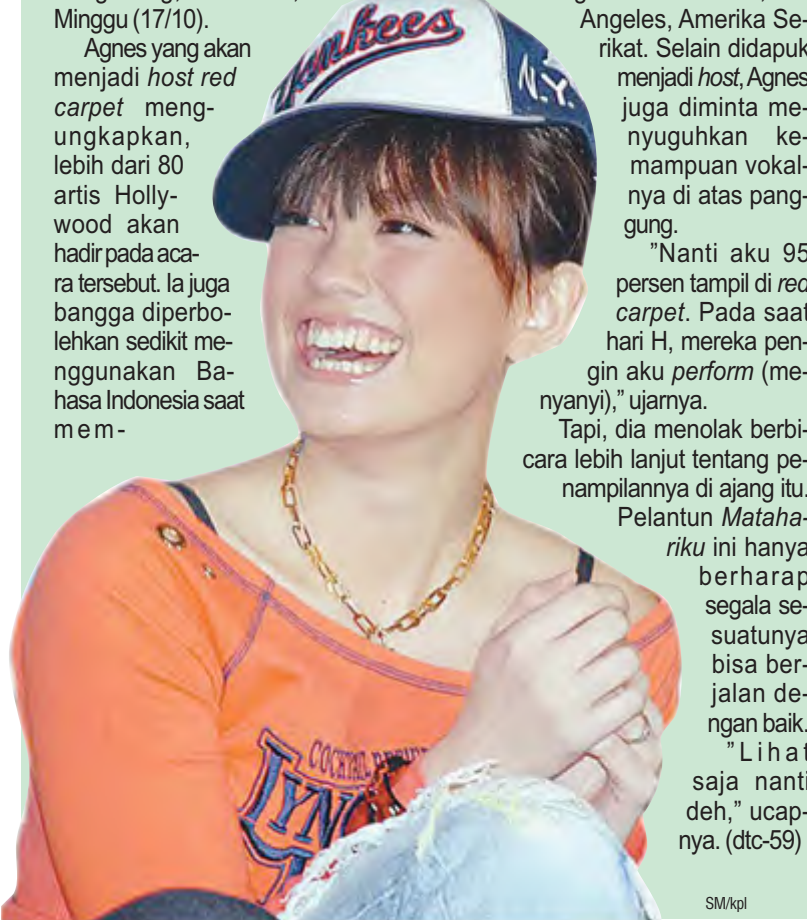 Minggu (17/10).
Agnes yang akan
menjadi host red
carpet meng-
ungkapkan,
lebih dari 80
artis Holly-
wood akan
hadir pada aca-
ra tersebut. Ia juga
bangga diperbo-
lehkan sedikit me-
nggunakan Ba-
hasa Indonesia saat
mem-
Angeles, Amerika Se-
rikat. Selain didapuk
menjadi host, Agnes
juga diminta me-
nyuguhkan ke-
mampuan vokal-
nya di atas pang-
gung.
"Nanti aku 95
persen tampil di red
carpet. Pada saat
hari H, mereka pen-
gin aku perform (me-
nyanyi)," ujarnya.
Tapi, dia menolak berbi-
cara lebih lanjut tentang pe-
nampilannya di ajang itu.
Pelantun Mataha-
riku ini hanya
berharap
segala se-
suatunya
bisa ber-
jalan de-
ngan baik.
"Lihat
saja nanti
deh," ucap-
nya. (dtc-59)
SM/kpl
Yankees
N.Y.
COCKTAIL